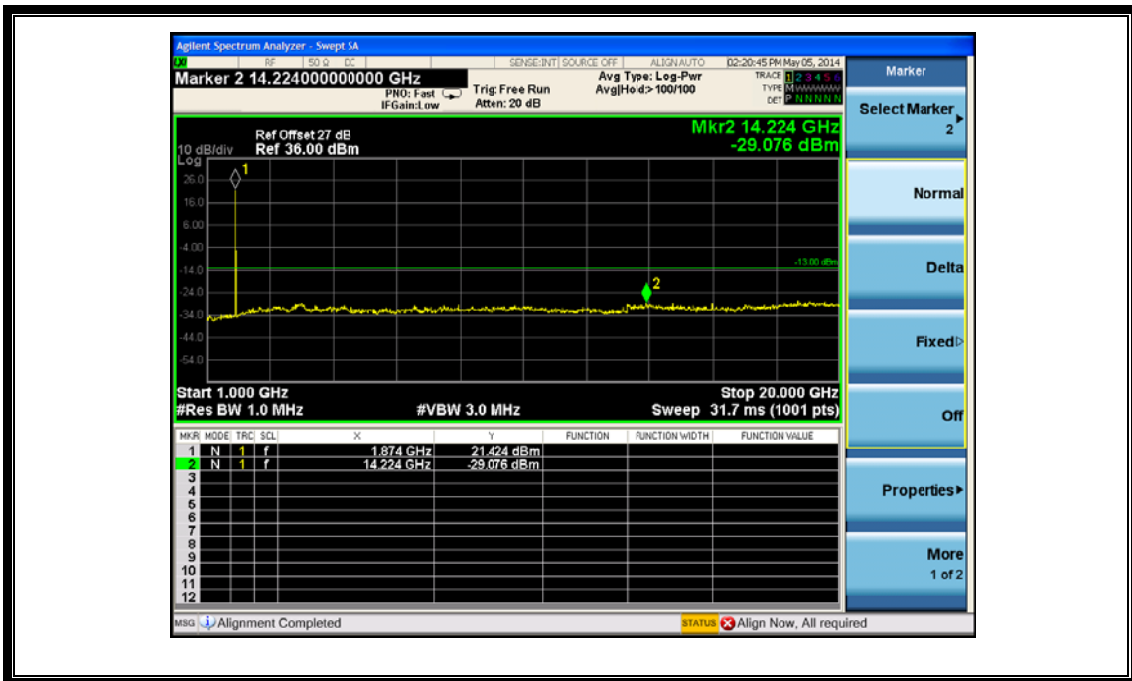 Agilent Spectrum Analyzer - Swept SA
LXI RF 50 Ω DC SENSE:INT SOURCE OFF ALIGN AUTO 02:20:45 PM May 05, 2014
Marker 2 14.224000000000 GHz
PNO: Fast
IFGain:Low
Trig: Free Run
Atten: 20 dB
Avg Type: Log-Pwr
Avg|Hold:> 100/100
TRACE 1 2 3 4 5 6
TYPE M WWWWW
DET P N N N N N
Ref Offset 27 dB
Ref 36.00 dBm
10 dB/div
Log
Mkr2 14.224 GHz
-29.076 dBm
1
26.0
16.0
6.00
-4.00
-14.0
-24.0
-34.0
-44.0
-54.0
-13.00 dBm
2
Start 1.000 GHz
Stop 20.000 GHz
#Res BW 1.0 MHz
#VBW 3.0 MHz
Sweep 31.7 ms (1001 pts)
MKR MODE TRC SCL X Y FUNCTION FUNCTION WIDTH FUNCTION VALUE
1 N 1 f 1.874 GHz 21.424 dBm
2 N 1 f 14.224 GHz -29.076 dBm
3
4
5
6
7
8
9
10
11
12
MSG Alignment Completed
STATUS Align Now, All required
Marker
Select Marker
2
Normal
Delta
Fixed
Off
Properties
More
1 of 2